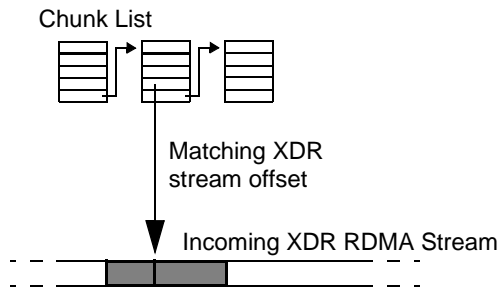 Chunk List
Matching XDR
stream offset
Incoming XDR RDMA Stream